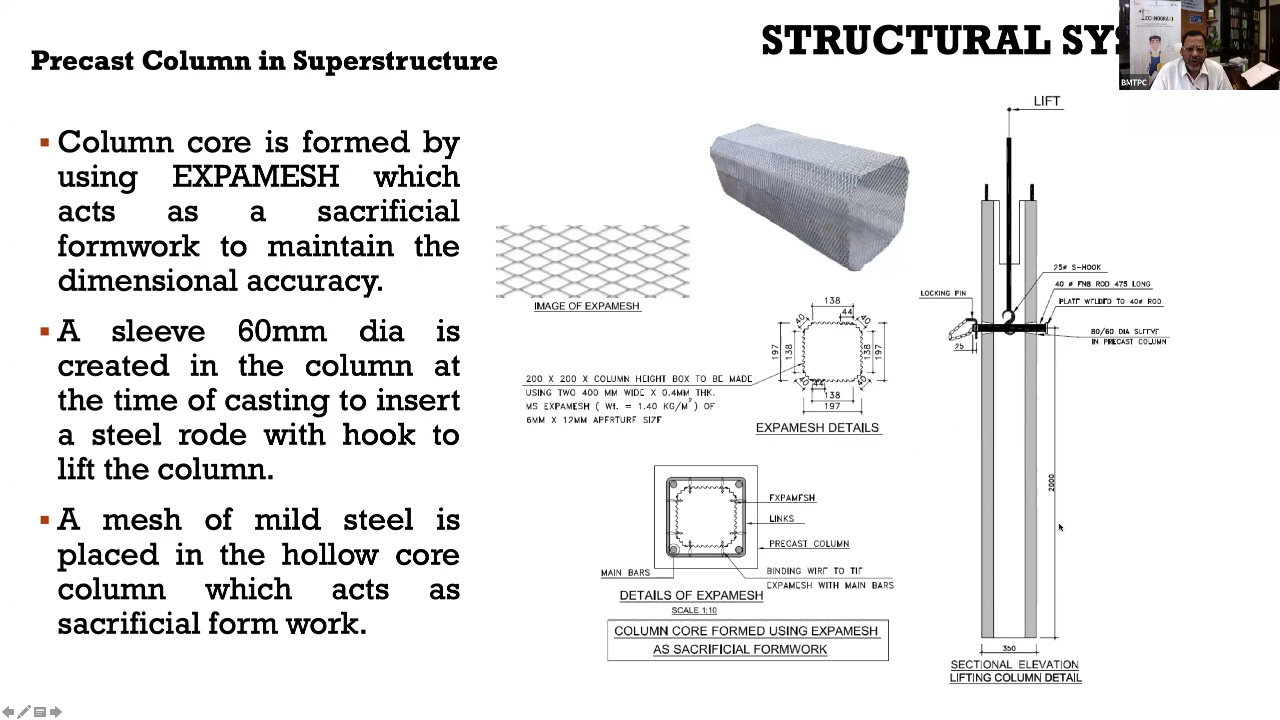 STRUCTURAL SYS
Precast Column in Superstructure
BMTPC
▪ Column core is formed by
using EXPAMESH which
acts as a sacrificial
formwork to maintain the
dimensional accuracy.
▪ A sleeve 60mm dia is
created in the column at
the time of casting to insert
a steel rode with hook to
lift the column.
▪ A mesh of mild steel is
placed in the hollow core
column which acts as
sacrificial form work.
IMAGE OF EXPAMESH
138
44
40
40
197
138
138
197
40
44
40
138
197
200 X 200 X COLUMN HEIGHT BOX TO BE MADE
USING TWO 400 MM WIDE X 0.4MM THK.
MS EXPAMESH ( Wt. = 1.40 KG/M²) OF
6MM X 12MM APERTURE SIZE
EXPAMESH DETAILS
EXPAMESH
LINKS
PRECAST COLUMN
MAIN BARS
BINDING WIRE TO TIE
EXPAMESH WITH MAIN BARS
DETAILS OF EXPAMESH
SCALE 1:10
COLUMN CORE FORMED USING EXPAMESH
AS SACRIFICIAL FORMWORK
LIFT
25ø S-HOOK
40 ø EN8 ROD 475 LONG
LOCKING PIN
PLATE WELDED TO 40ø ROD
80/60 DIA SLEEVE
IN PRECAST COLUMN
25
2000
350
SECTIONAL ELEVATION
LIFTING COLUMN DETAIL